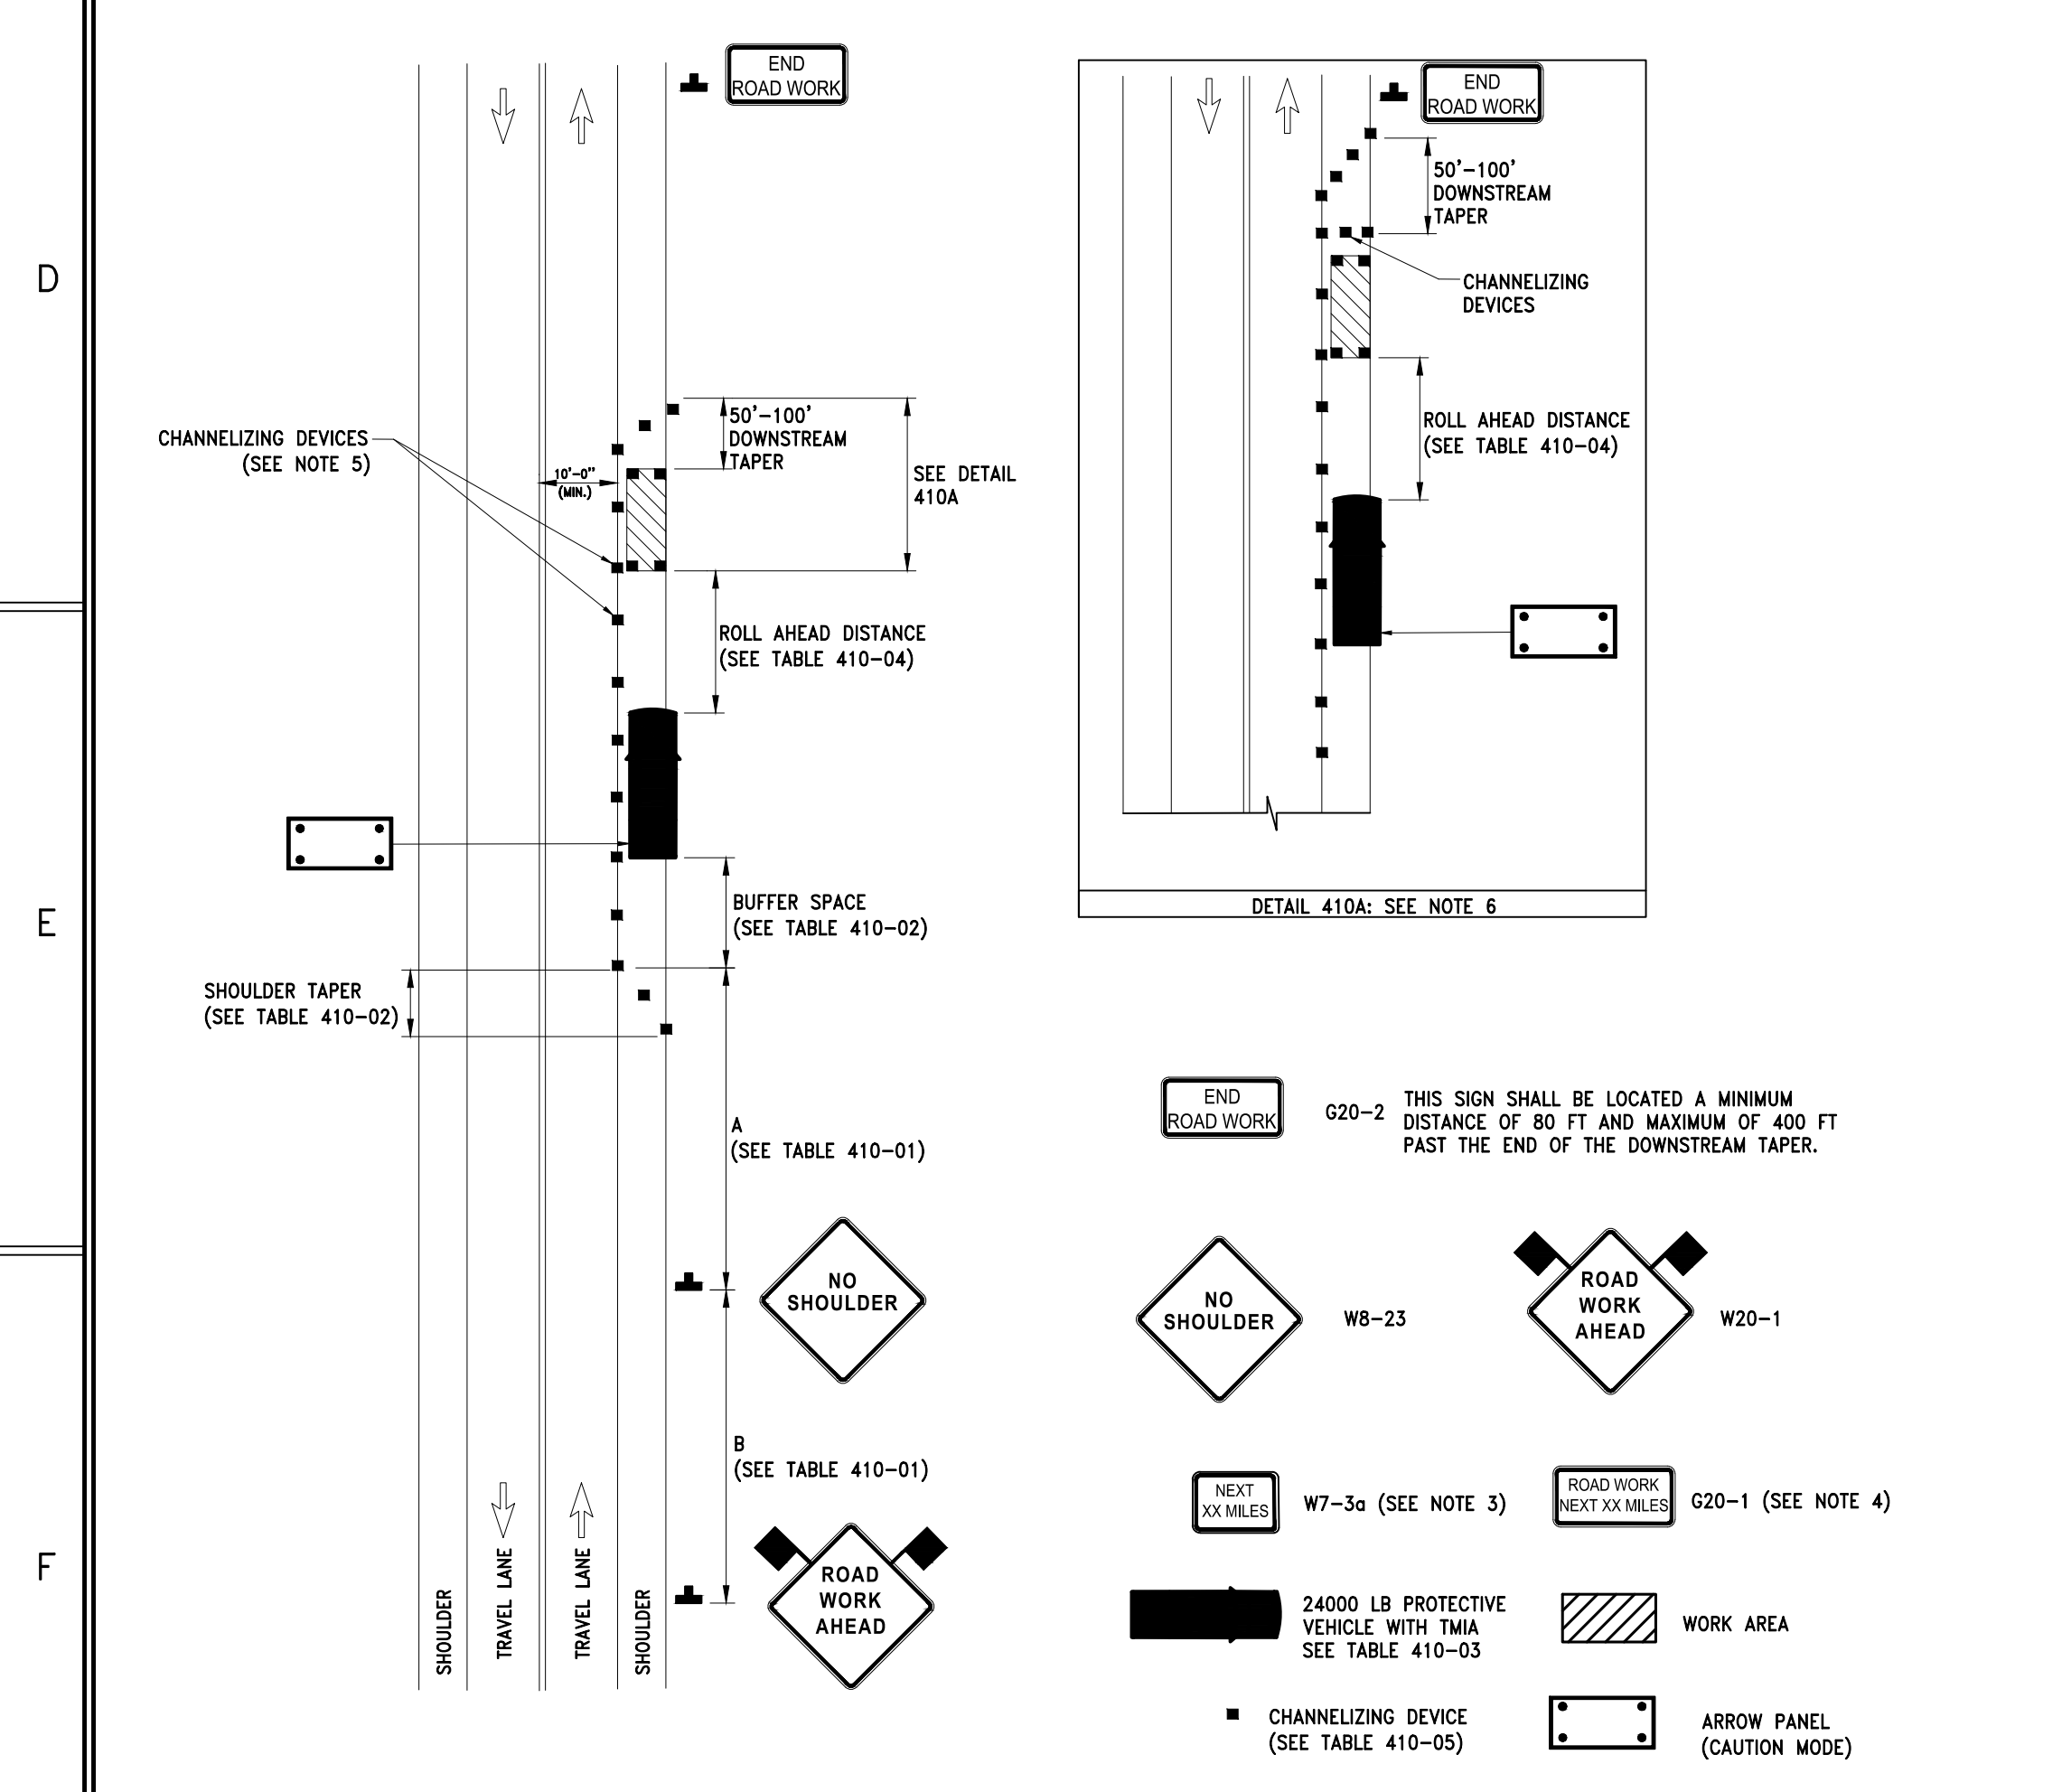 D
E
F
END
ROAD WORK
CHANNELIZING DEVICES
(SEE NOTE 5)
10'-0"
(MIN.)
50'-100'
DOWNSTREAM
TAPER
SEE DETAIL
410A
ROLL AHEAD DISTANCE
(SEE TABLE 410-04)
BUFFER SPACE
(SEE TABLE 410-02)
SHOULDER TAPER
(SEE TABLE 410-02)
A
(SEE TABLE 410-01)
NO
SHOULDER
B
(SEE TABLE 410-01)
ROAD
WORK
AHEAD
SHOULDER
TRAVEL LANE
TRAVEL LANE
SHOULDER
END
ROAD WORK
50'-100'
DOWNSTREAM
TAPER
CHANNELIZING
DEVICES
ROLL AHEAD DISTANCE
(SEE TABLE 410-04)
DETAIL 410A: SEE NOTE 6
END
ROAD WORK
G20-2
THIS SIGN SHALL BE LOCATED A MINIMUM
DISTANCE OF 80 FT AND MAXIMUM OF 400 FT
PAST THE END OF THE DOWNSTREAM TAPER.
NO
SHOULDER
W8-23
ROAD
WORK
AHEAD
W20-1
NEXT
XX MILES
W7-3a (SEE NOTE 3)
ROAD WORK
NEXT XX MILES
G20-1 (SEE NOTE 4)
24000 LB PROTECTIVE
VEHICLE WITH TMIA
SEE TABLE 410-03
WORK AREA
CHANNELIZING DEVICE
(SEE TABLE 410-05)
ARROW PANEL
(CAUTION MODE)